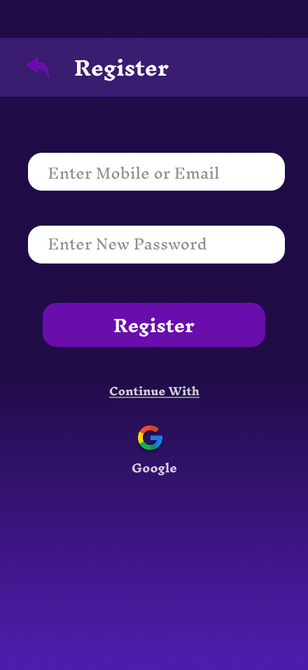 Register
Enter Mobile or Email
Enter New Password
Register
Continue With
Google